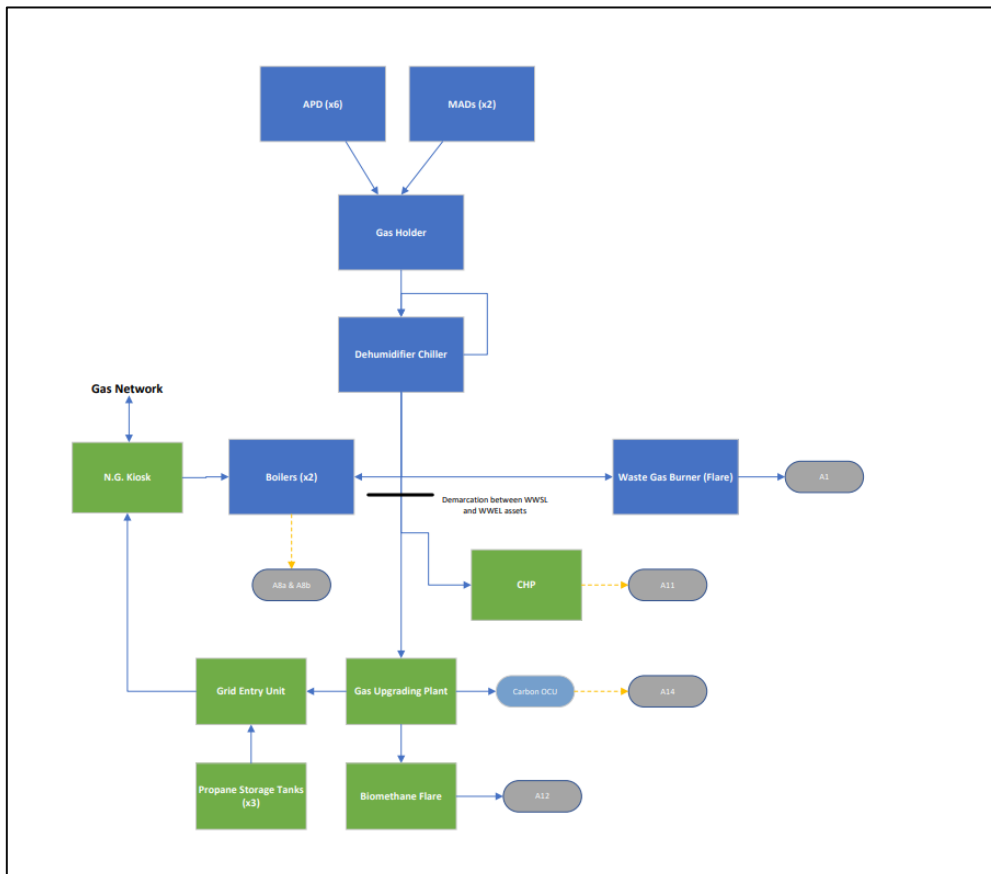 APD (x6)
MADs (x2)
Gas Holder
Dehumidifier Chiller
Gas Network
N.G. Kiosk
Boilers (x2)
Waste Gas Burner (Flare)
A1
Demarcation between WWSL
and WWEL assets
A8a & A8b
CHP
A11
Grid Entry Unit
Gas Upgrading Plant
Carbon OCU
A14
Propane Storage Tanks
(x3)
Biomethane Flare
A12